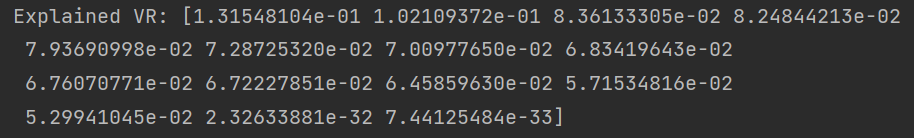 Explained VR: [1.31548104e-01 1.02109372e-01 8.36133305e-02 8.24844213e-02
7.93690998e-02 7.28725320e-02 7.00977650e-02 6.83419643e-02
6.76070771e-02 6.72227851e-02 6.45859630e-02 5.71534816e-02
5.29941045e-02 2.32633881e-32 7.44125484e-33]